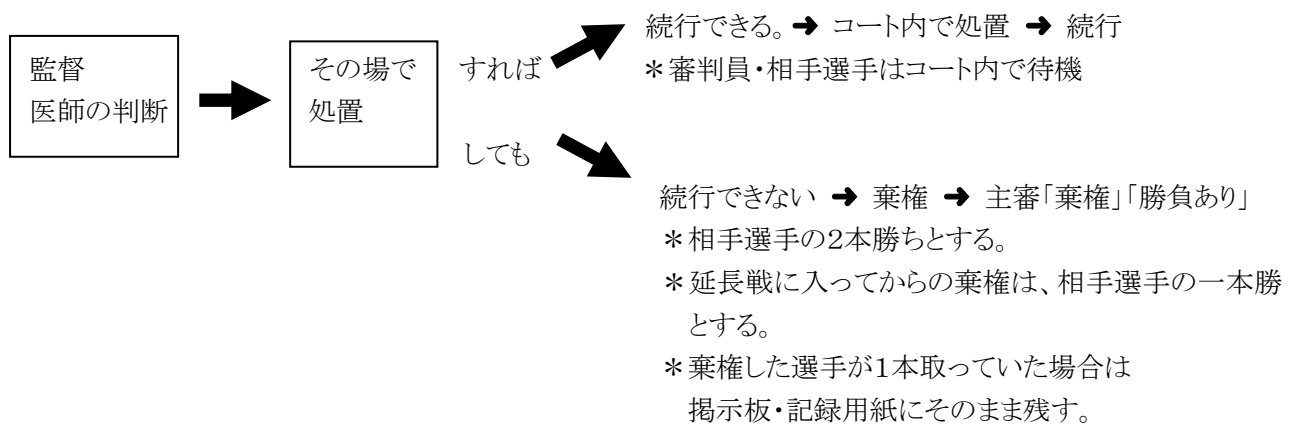 監督
医師の判断
その場で
処置
すれば
しても
続行できる。➜ コート内で処置 ➜ 続行
＊審判員・相手選手はコート内で待機
続行できない ➜ 棄権 ➜ 主審「棄権」「勝負あり」
＊相手選手の２本勝ちとする。
＊延長戦に入ってからの棄権は、相手選手の一本勝
とする。
＊棄権した選手が１本取っていた場合は
掲示板・記録用紙にそのまま残す。